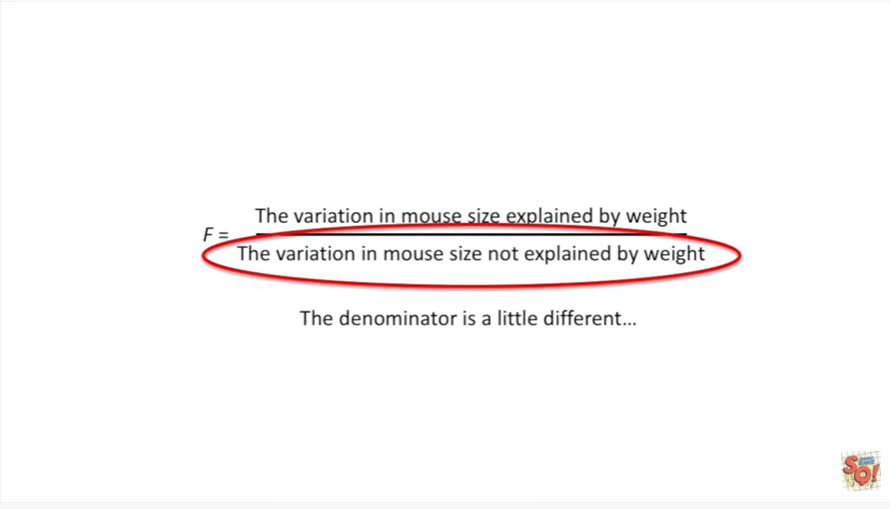 The variation in mouse size explained by weight
F =
The variation in mouse size not explained by weight
The denominator is a little different...
SO!